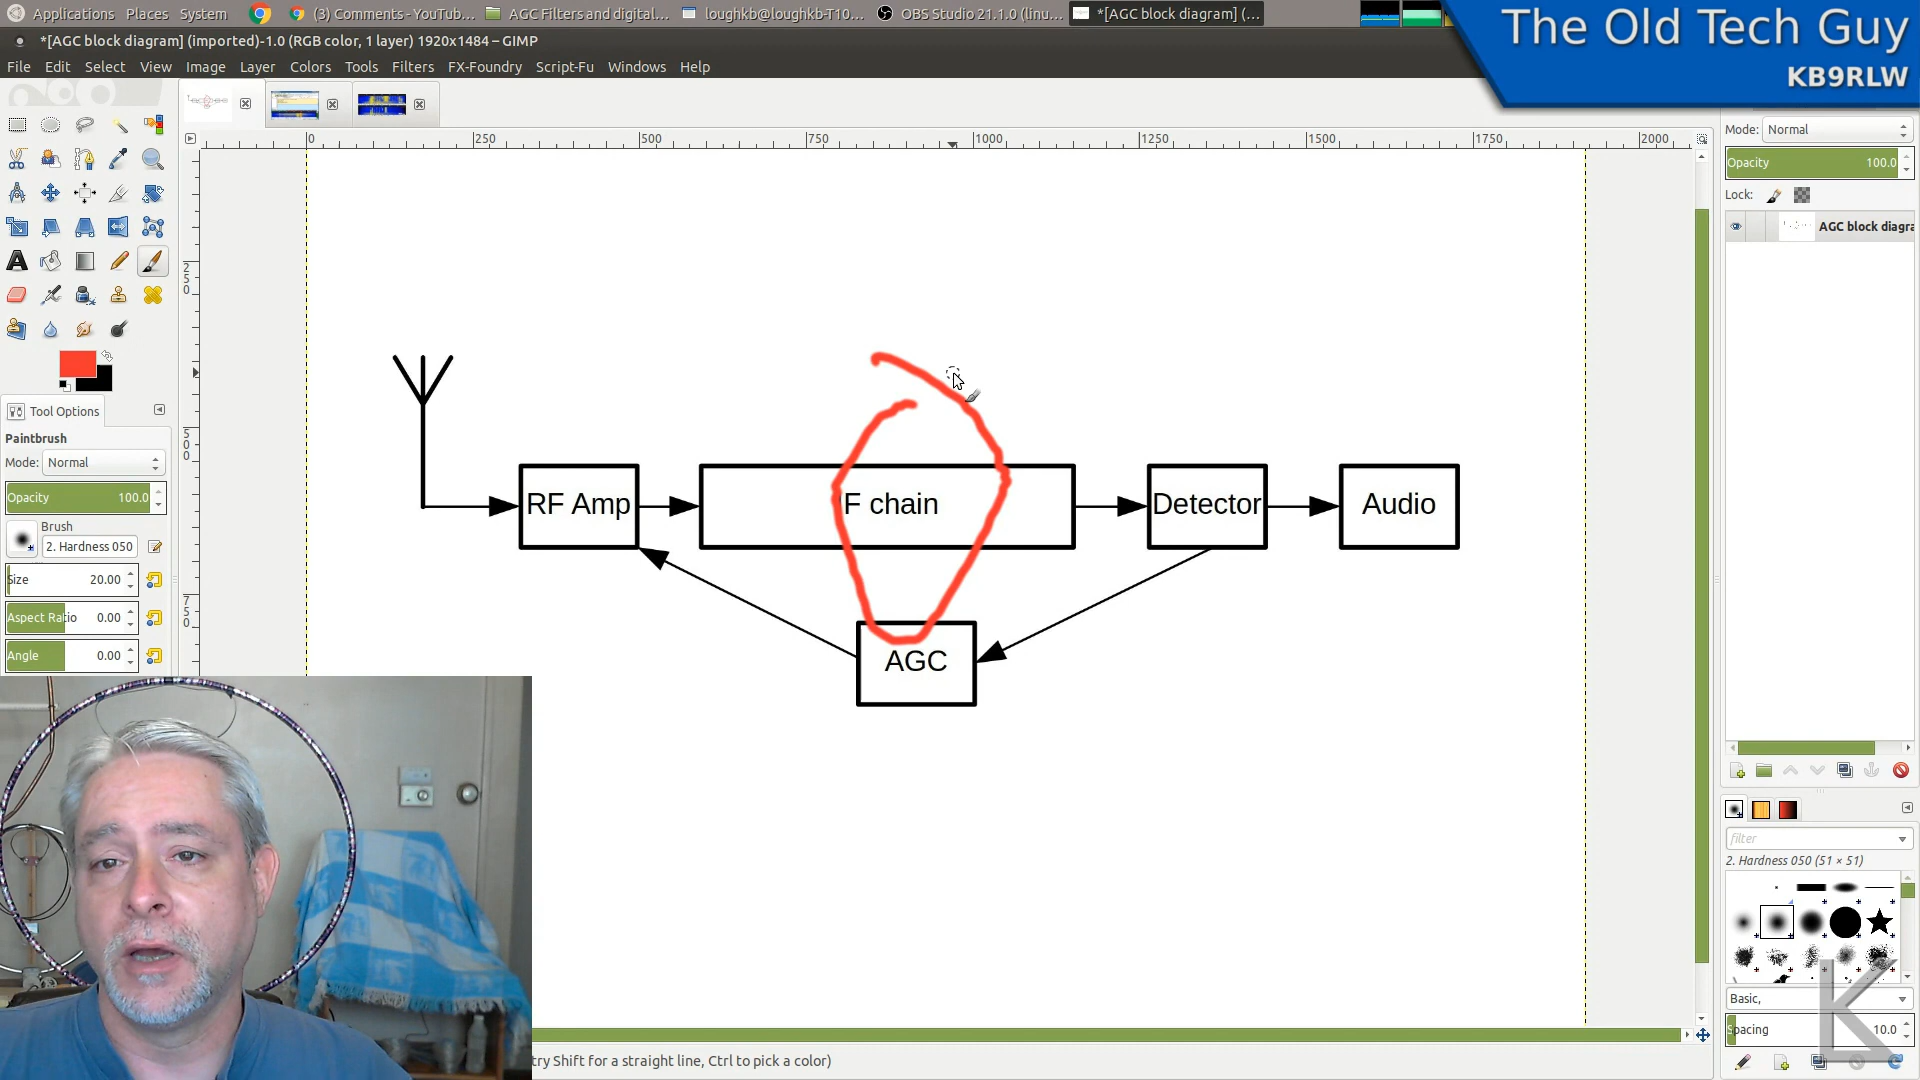 Applications Places System (3) Comments - YouTub... AGC Filters and digital... loughkb@loughkb-T10... OBS Studio 21.1.0 (linu... *[AGC block diagram] (...
The Old Tech Guy
KB9RLW
*[AGC block diagram] (imported)-1.0 (RGB color, 1 layer) 1920x1484 – GIMP
File Edit Select View Image Layer Colors Tools Filters FX-Foundry Script-Fu Windows Help
0 250 500 750 1000 1250 1500 1750 2000
250
500
750
Mode: Normal
Opacity 100.0
Lock:
AGC block diagra
Tool Options
Paintbrush
Mode: Normal
Opacity 100.0
Brush
2. Hardness 050
Size 20.00
Aspect Ratio 0.00
Angle 0.00
RF Amp
F chain
Detector
Audio
AGC
filter
2. Hardness 050 (51 × 51)
Basic,
Spacing 10.0
try Shift for a straight line, Ctrl to pick a color)
K